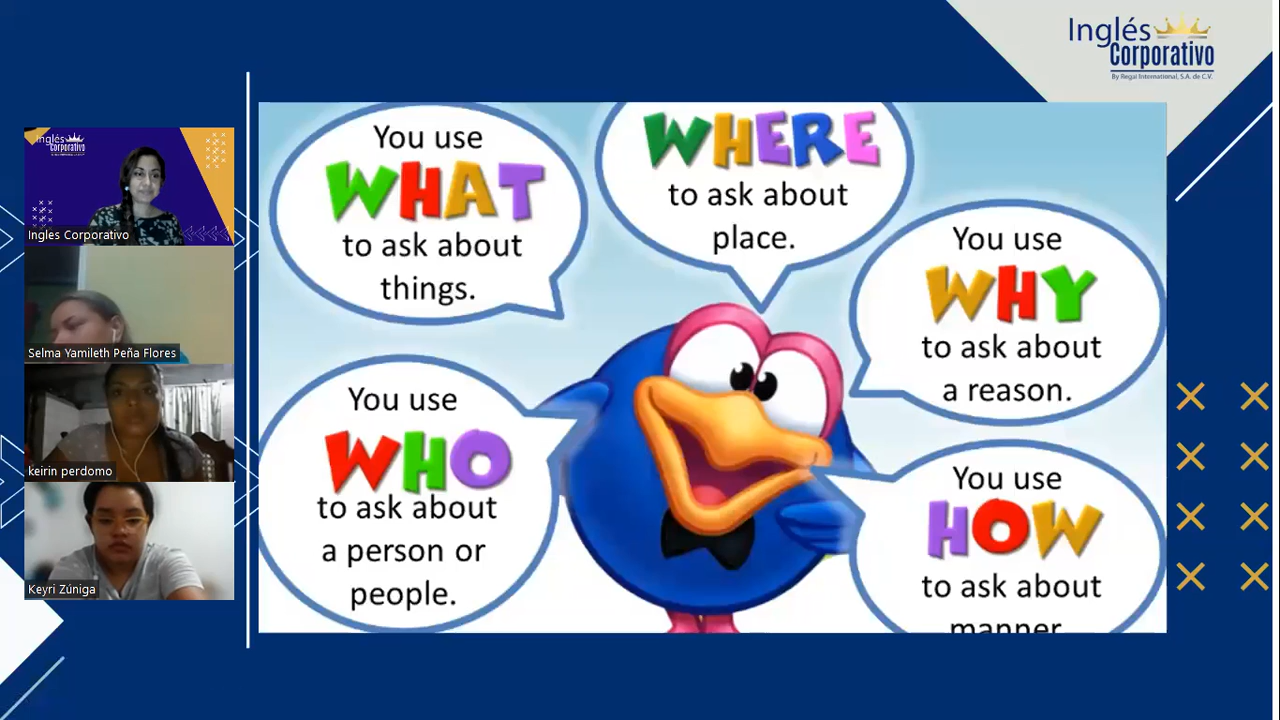 Inglés
Corporativo
By Regal International, S.A. de C.V.
Inglés
Corporativo
Ingles Corporativo
Selma Yamileth Peña Flores
keirin perdomo
Keyri Zúniga
You use
WHAT
to ask about
things.
WHERE
to ask about
place.
You use
WHY
to ask about
a reason.
You use
WHO
to ask about
a person or
people.
You use
HOW
to ask about
manner